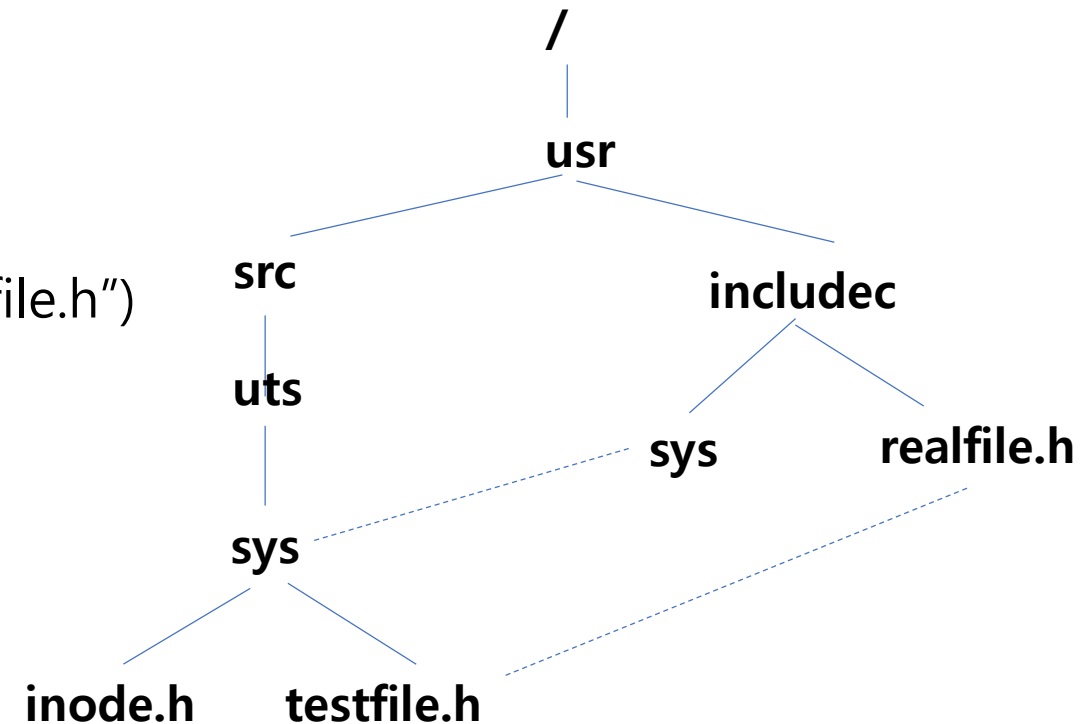 /
usr
src
includec
file.h”)
uts
sys
realfile.h
sys
inode.h
testfile.h